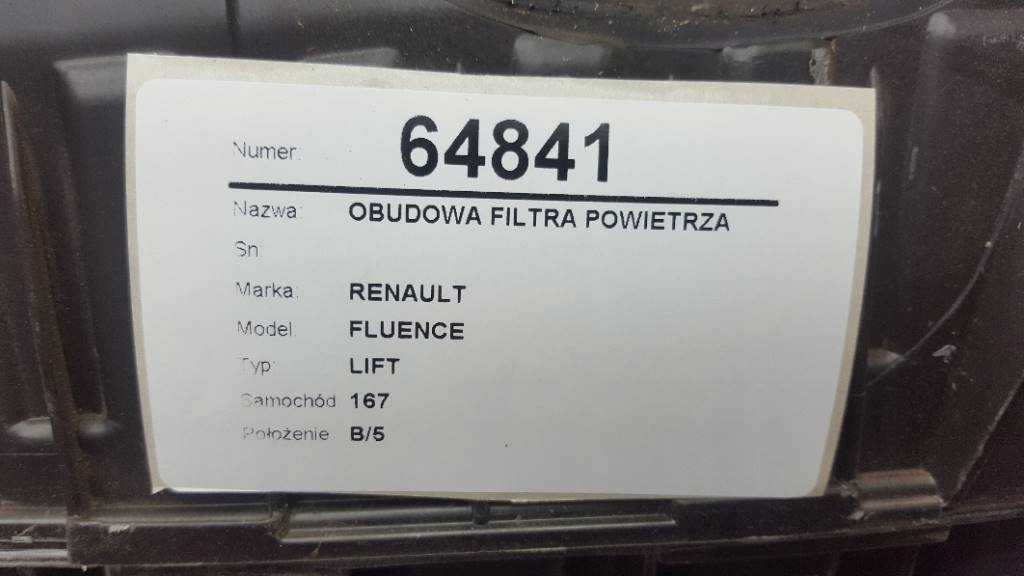 Numer: 64841
Nazwa: OBUDOWA FILTRA POWIETRZA
Sn
Marka: RENAULT
Model: FLUENCE
Typ: LIFT
Samochód 167
Położenie B/5